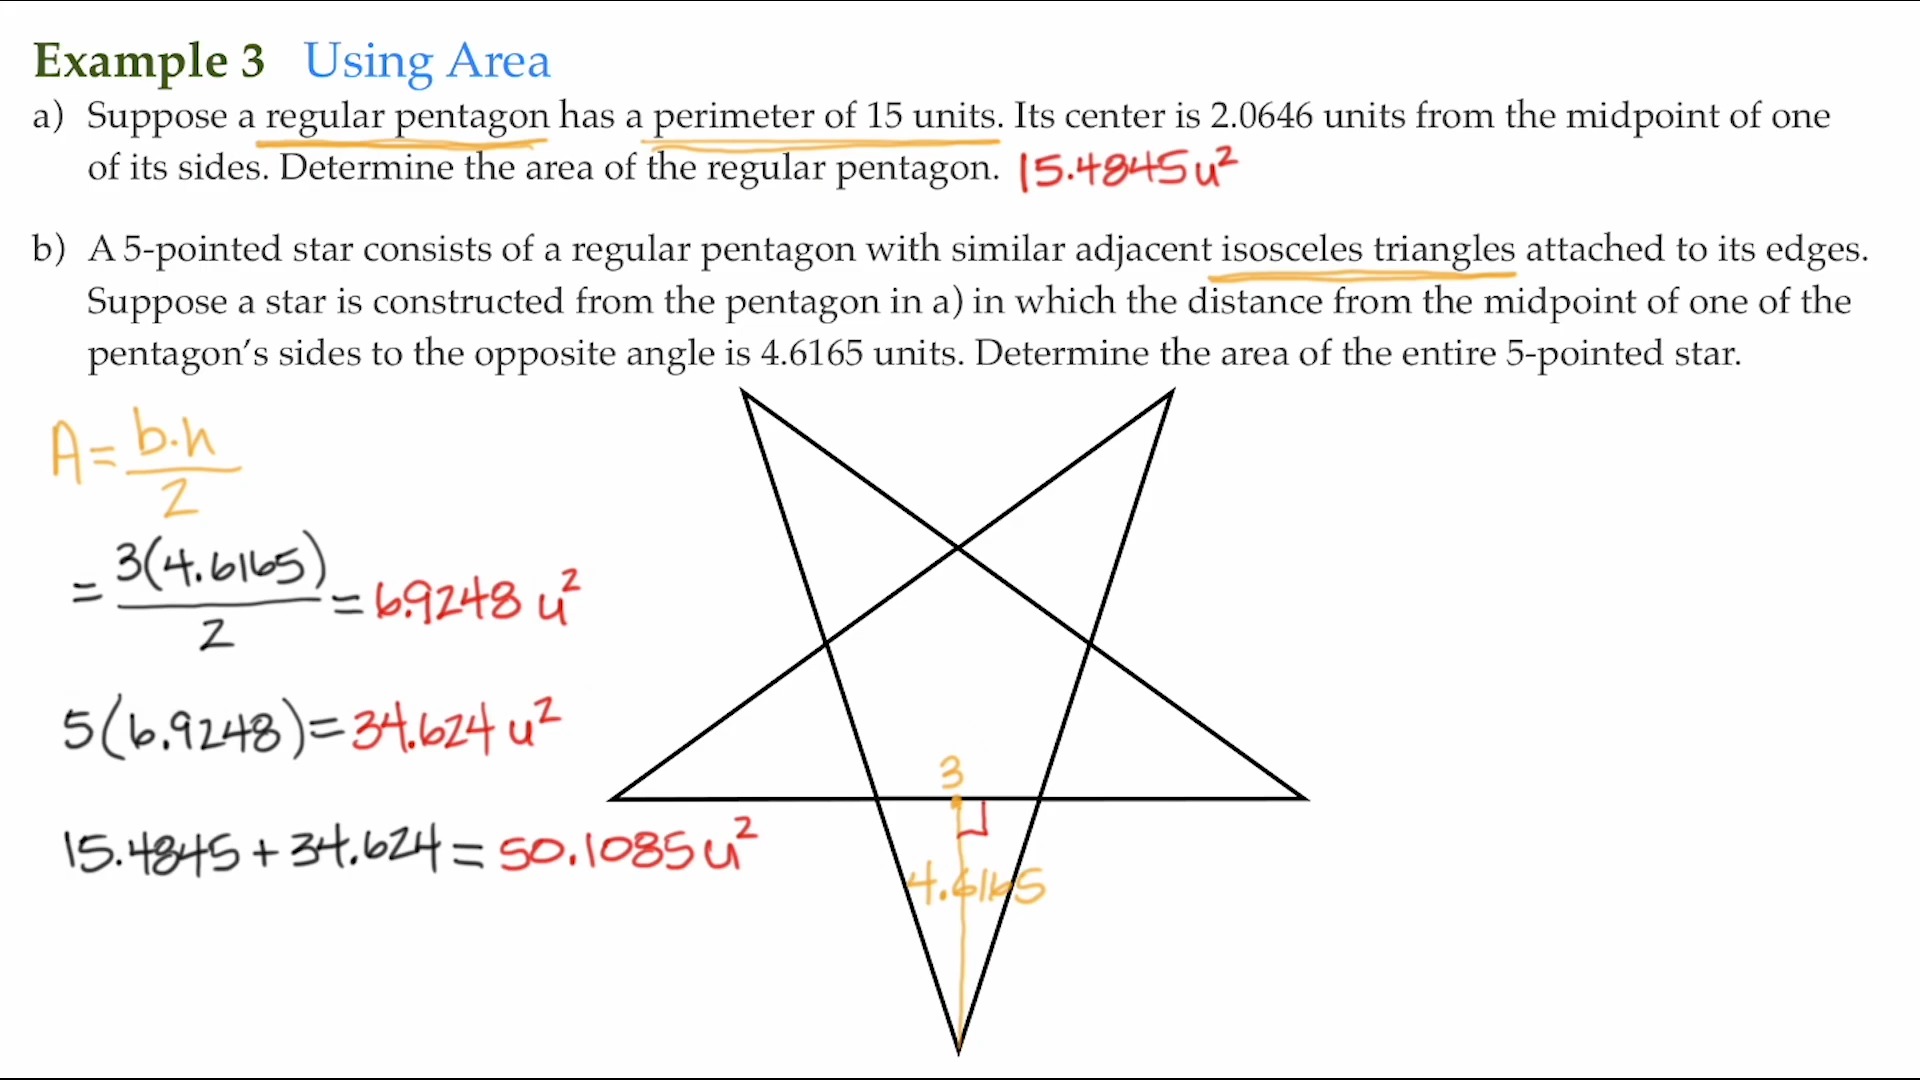 Example 3 Using Area
a) Suppose a regular pentagon has a perimeter of 15 units. Its center is 2.0646 units from the midpoint of one
of its sides. Determine the area of the regular pentagon. 15.4845 u²
b) A 5-pointed star consists of a regular pentagon with similar adjacent isosceles triangles attached to its edges.
Suppose a star is constructed from the pentagon in a) in which the distance from the midpoint of one of the
pentagon's sides to the opposite angle is 4.6165 units. Determine the area of the entire 5-pointed star.
A = b·h / 2
= 3(4.6165) / 2 = 6.9248 u²
5(6.9248) = 34.624 u²
3
15.4845 + 34.624 = 50.1085 u²
4.6165